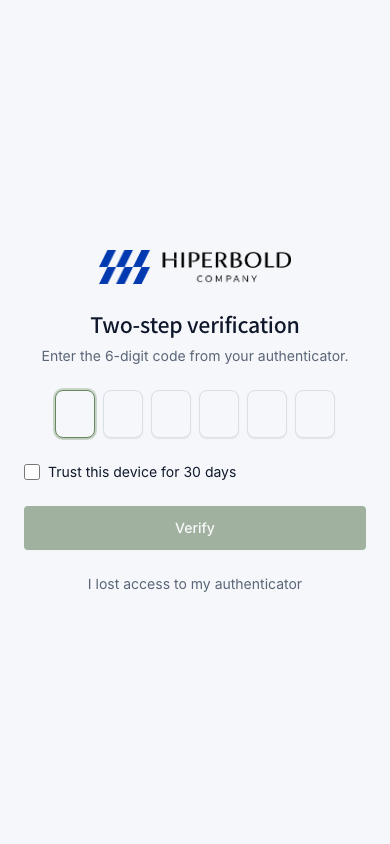 HIPERBOLD
COMPANY
Two-step verification
Enter the 6-digit code from your authenticator.
Trust this device for 30 days
Verify
I lost access to my authenticator